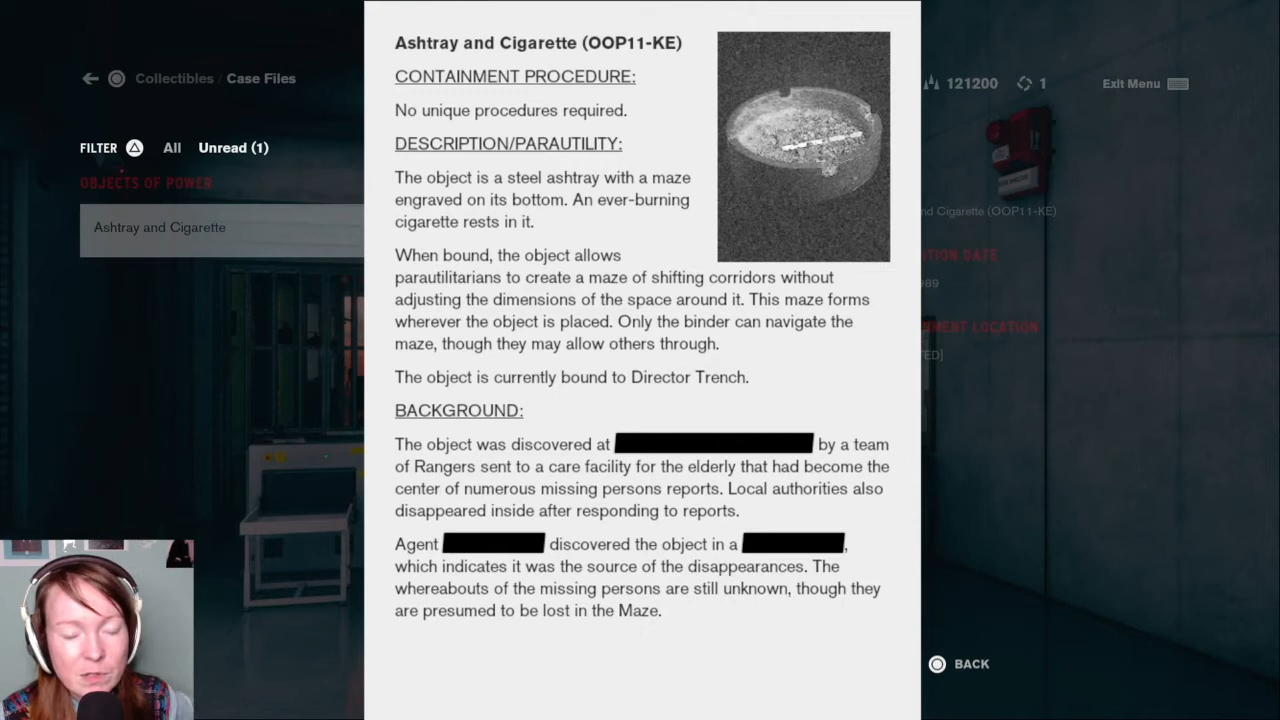 Ashtray and Cigarette (OOP11-KE)
CONTAINMENT PROCEDURE:
No unique procedures required.
DESCRIPTION/PARAUTILITY:
The object is a steel ashtray with a maze
engraved on its bottom. An ever-burning
cigarette rests in it.
When bound, the object allows
parautilitarians to create a maze of shifting corridors without
adjusting the dimensions of the space around it. This maze forms
wherever the object is placed. Only the binder can navigate the
maze, though they may allow others through.
The object is currently bound to Director Trench.
BACKGROUND:
The object was discovered at by a team
of Rangers sent to a care facility for the elderly that had become the
center of numerous missing persons reports. Local authorities also
disappeared inside after responding to reports.
Agent discovered the object in a ,
which indicates it was the source of the disappearances. The
whereabouts of the missing persons are still unknown, though they
are presumed to be lost in the Maze.
Collectibles / Case Files
FILTER All Unread (1)
OBJECTS OF POWER
Ashtray and Cigarette
121200 1 Exit Menu
nd Cigarette (OOP11-KE)
TION DATE
89
NMENT LOCATION
TED]
BACK